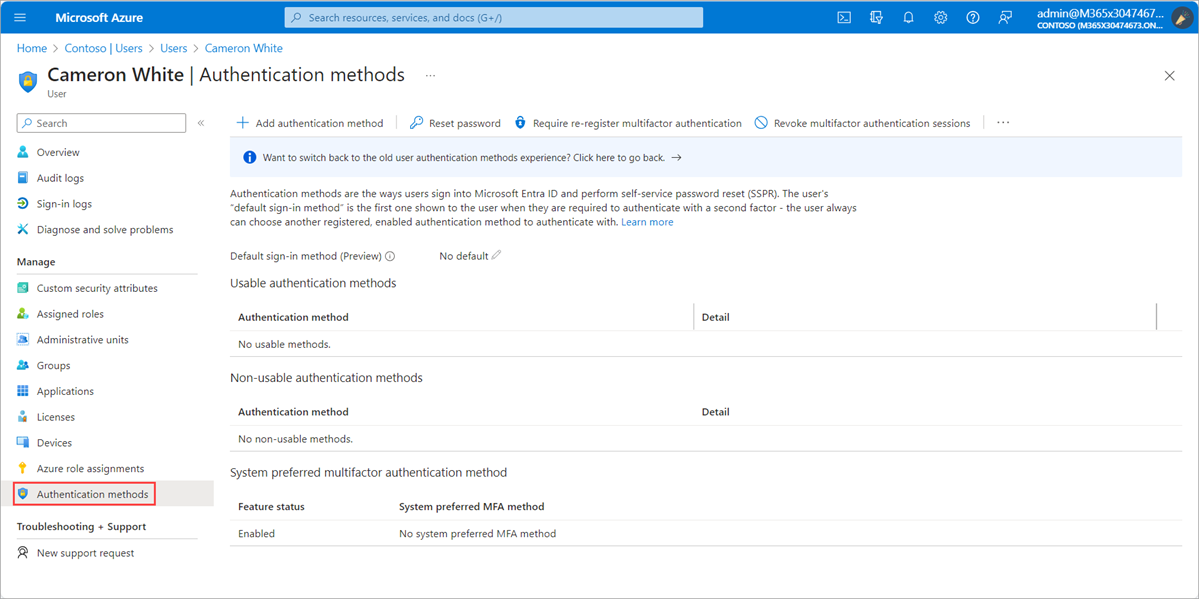 Microsoft Azure
Search resources, services, and docs (G+/)
admin@M365x3047467...
CONTOSO (M365X3047673.ON...
Home > Contoso | Users > Users > Cameron White
Cameron White | Authentication methods ...
User
Search «
Overview
Audit logs
Sign-in logs
Diagnose and solve problems
Manage
Custom security attributes
Assigned roles
Administrative units
Groups
Applications
Licenses
Devices
Azure role assignments
Authentication methods
Troubleshooting + Support
New support request
+ Add authentication method | Reset password Require re-register multifactor authentication Revoke multifactor authentication sessions | ...
Want to switch back to the old user authentication methods experience? Click here to go back. →
Authentication methods are the ways users sign into Microsoft Entra ID and perform self-service password reset (SSPR). The user's
"default sign-in method" is the first one shown to the user when they are required to authenticate with a second factor - the user always
can choose another registered, enabled authentication method to authenticate with. Learn more
Default sign-in method (Preview) No default
Usable authentication methods
Authentication method Detail
No usable methods.
Non-usable authentication methods
Authentication method Detail
No non-usable methods.
System preferred multifactor authentication method
Feature status System preferred MFA method
Enabled No system preferred MFA method